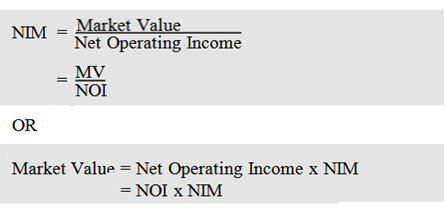 NIM = Market Value
Net Operating Income
= MV
NOI
OR
Market Value = Net Operating Income x NIM
= NOI x NIM